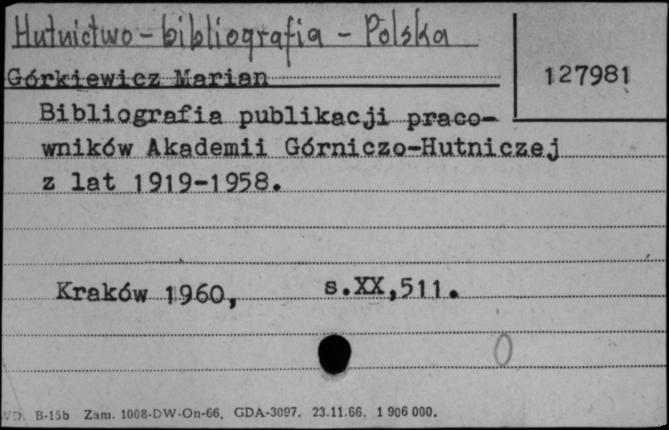 Hutnictwo - bibliografia - Polska
Górkiewicz Marian
127981
Bibliografia publikacji praco-
wników Akademii Górniczo-Hutniczej
z lat 1919-1958.
Kraków 1960, s.XX,511.
WD. B-15b Zam. 1008-DW-On-66. GDA-3097. 23.11.66. 1 906 000.